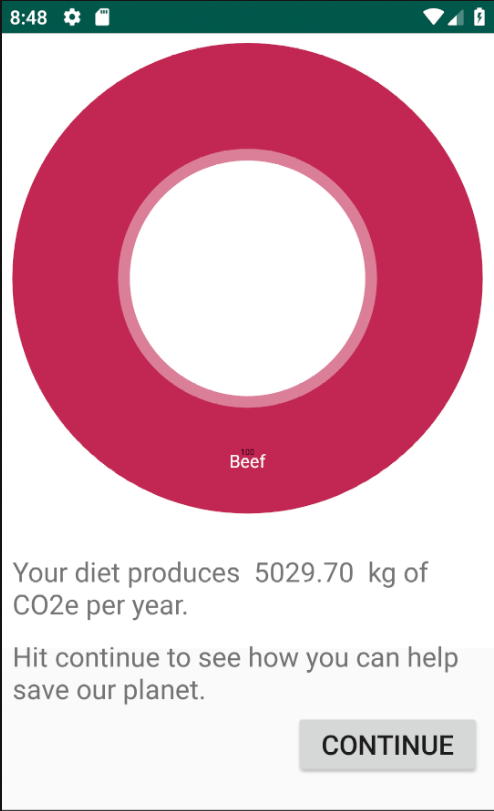 8:48
100
Beef
Your diet produces  5029.70  kg of
CO2e per year.
Hit continue to see how you can help
save our planet.
CONTINUE